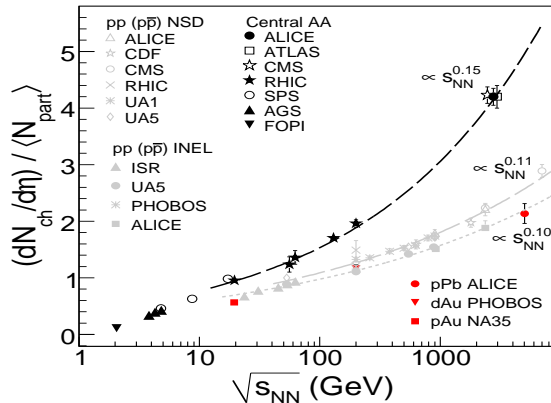 pp (pp̄) NSD
ALICE
CDF
CMS
RHIC
UA1
UA5
pp (pp̄) INEL
ISR
UA5
PHOBOS
ALICE
Central AA
ALICE
ATLAS
CMS
RHIC
SPS
AGS
FOPI
∝ s_NN^0.15
∝ s_NN^0.11
∝ s_NN^0.10
pPb ALICE
dAu PHOBOS
pAu NA35
(dN_ch/dη) / ⟨N_part⟩
0
1
2
3
4
5
1 10 100 1000
√s_NN (GeV)